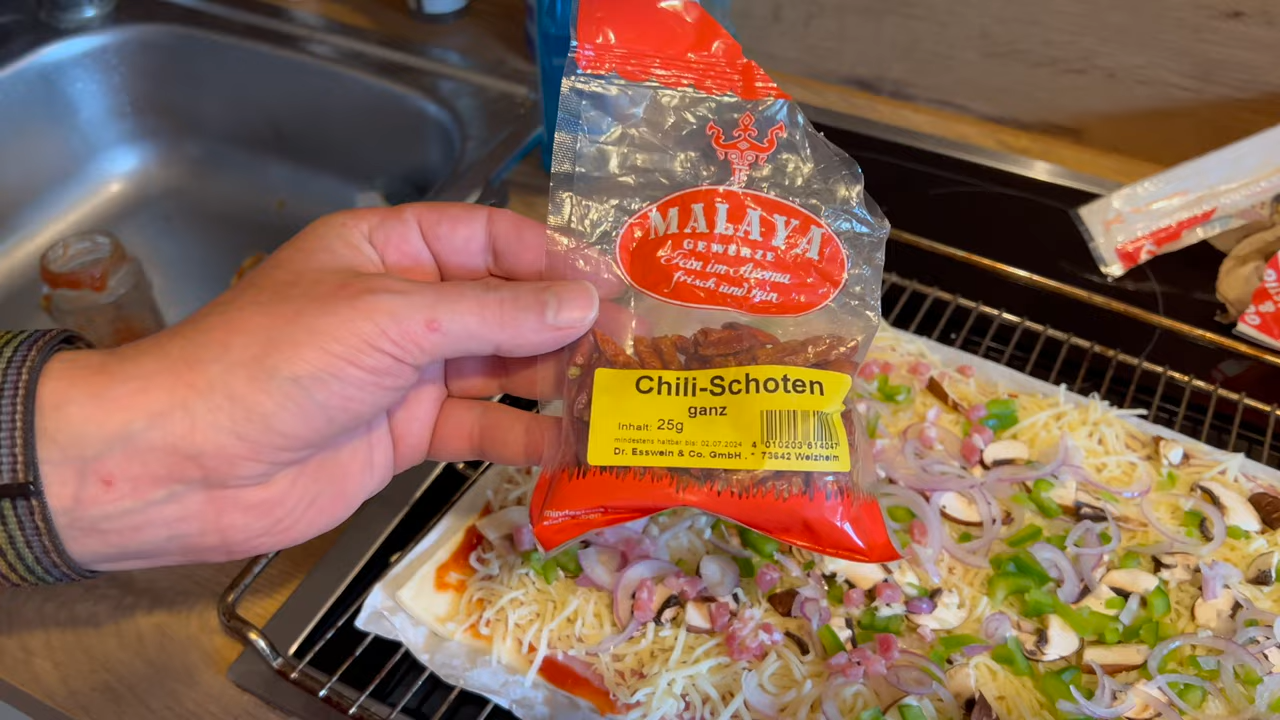 MALAYA
GEWÜRZE
Fein im Aroma
frisch und rein
Chili-Schoten
ganz
Inhalt: 25g
mindestens haltbar bis: 02.07.2024
4 010203 614047
Dr. Esswein & Co. GmbH . * 73642 Welzheim
mindestens